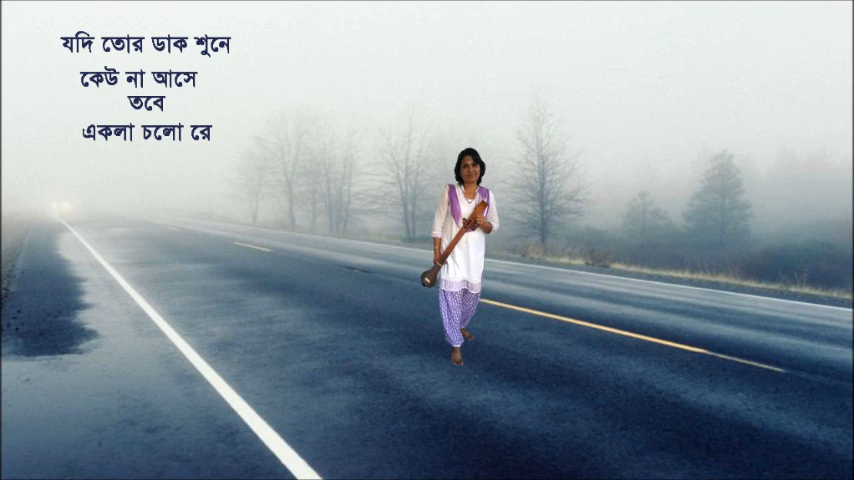 যদি তোর ডাক শুনে
কেউ না আসে
তবে
একলা চলো রে